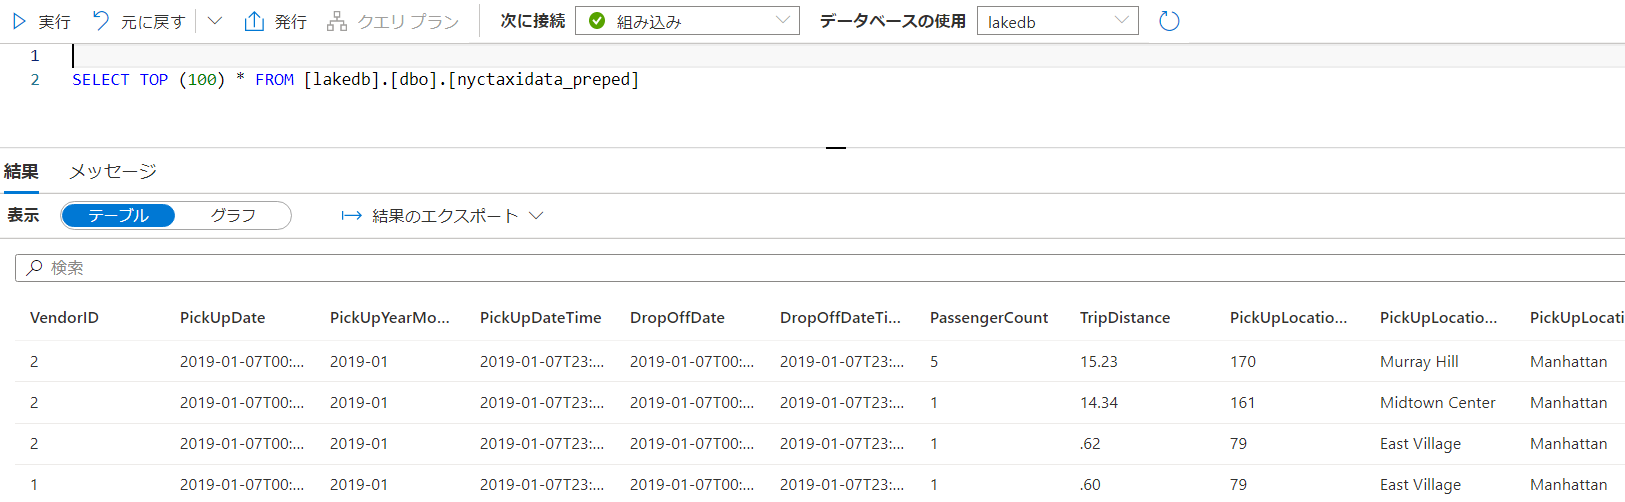 実行 元に戻す 発行 クエリ プラン 次に接続 組み込み データベースの使用 lakedb
1
2 SELECT TOP (100) * FROM [lakedb].[dbo].[nyctaxidata_preped]
結果 メッセージ
表示 テーブル グラフ 結果のエクスポート
検索
VendorID PickUpDate PickUpYearMo... PickUpDateTime DropOffDate DropOffDateTi... PassengerCount TripDistance PickUpLocatio... PickUpLocatio... PickUpLocati
2 2019-01-07T00:... 2019-01 2019-01-07T23:... 2019-01-07T00:... 2019-01-07T23:... 5 15.23 170 Murray Hill Manhattan
2 2019-01-07T00:... 2019-01 2019-01-07T23:... 2019-01-07T00:... 2019-01-07T23:... 1 14.34 161 Midtown Center Manhattan
2 2019-01-07T00:... 2019-01 2019-01-07T23:... 2019-01-07T00:... 2019-01-07T23:... 1 .62 79 East Village Manhattan
1 2019-01-07T00:... 2019-01 2019-01-07T23:... 2019-01-07T00:... 2019-01-07T23:... 1 .60 79 East Village Manhattan